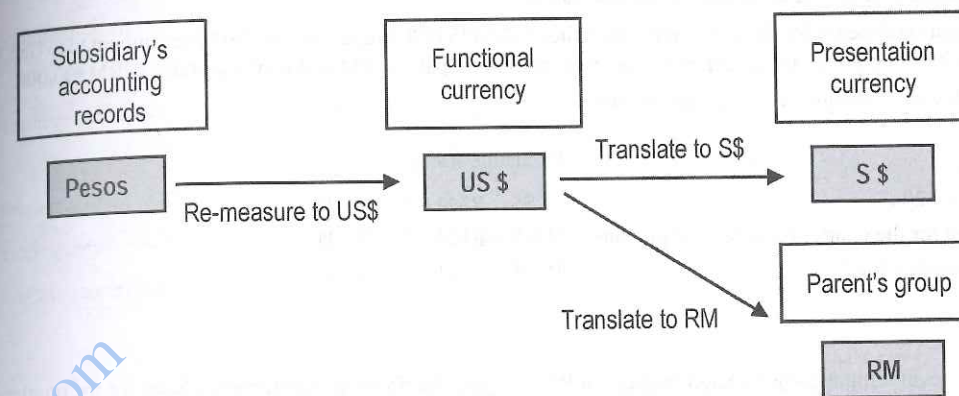 Subsidiary's
accounting
records
Functional
currency
Presentation
currency
Pesos
Re-measure to US$
US $
Translate to S$
S $
Translate to RM
Parent's group
RM
om